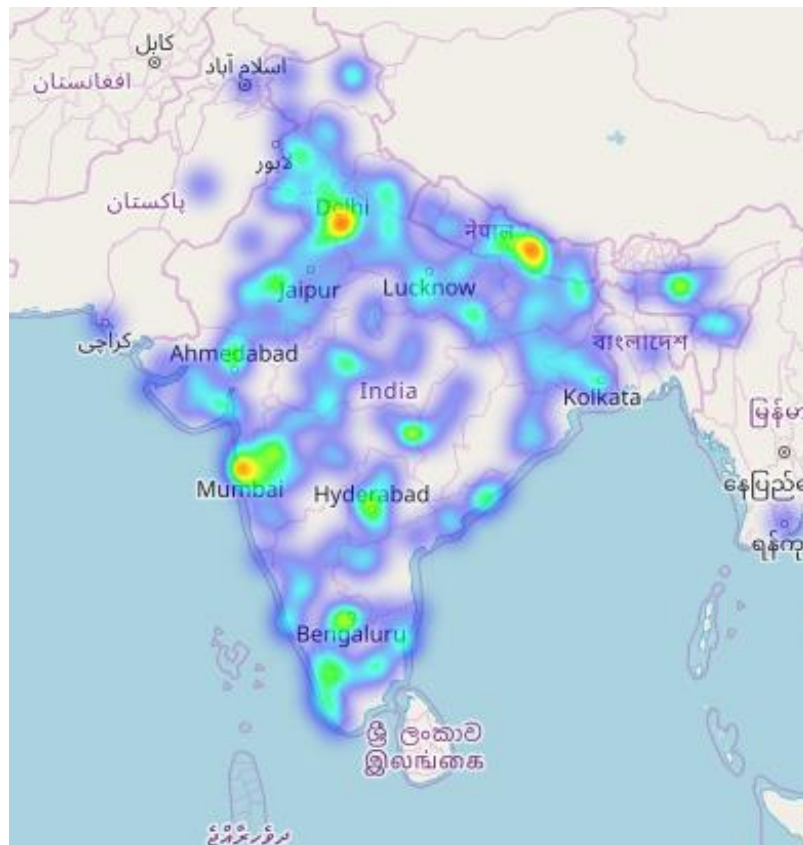 کابل
اسلام آباد
افغانستان
لاہور
پاکستان
Delhi
नेपाल
Jaipur
Lucknow
کراچی
Ahmedabad
বাংলাদেশ
India
Kolkata
Mumbai
Hyderabad
Bengaluru
ශ්‍රී ලංකාව
இலங்கை